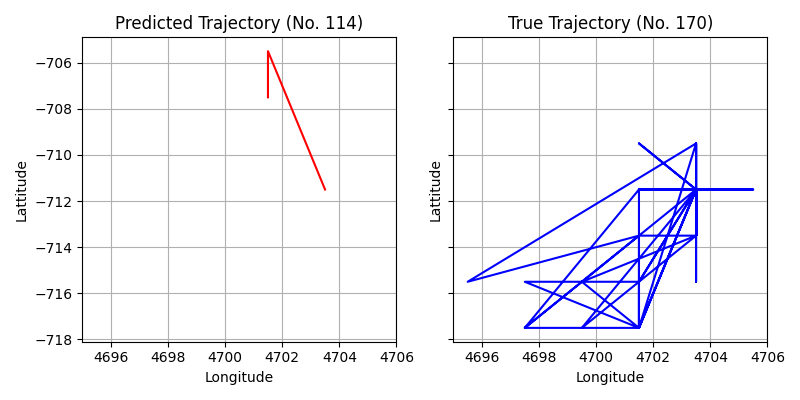 Predicted Trajectory (No. 114)
True Trajectory (No. 170)
−706
−708
−710
−712
−714
−716
−718
Lattitude
Lattitude
4696 4698 4700 4702 4704 4706
4696 4698 4700 4702 4704 4706
Longitude
Longitude